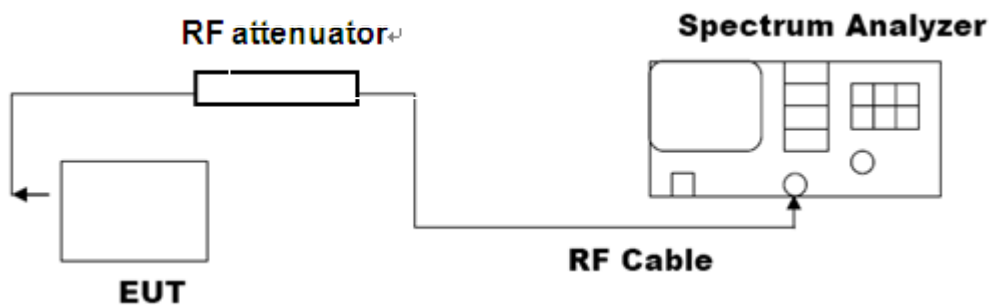 RF attenuator↵
Spectrum Analyzer
RF Cable
EUT